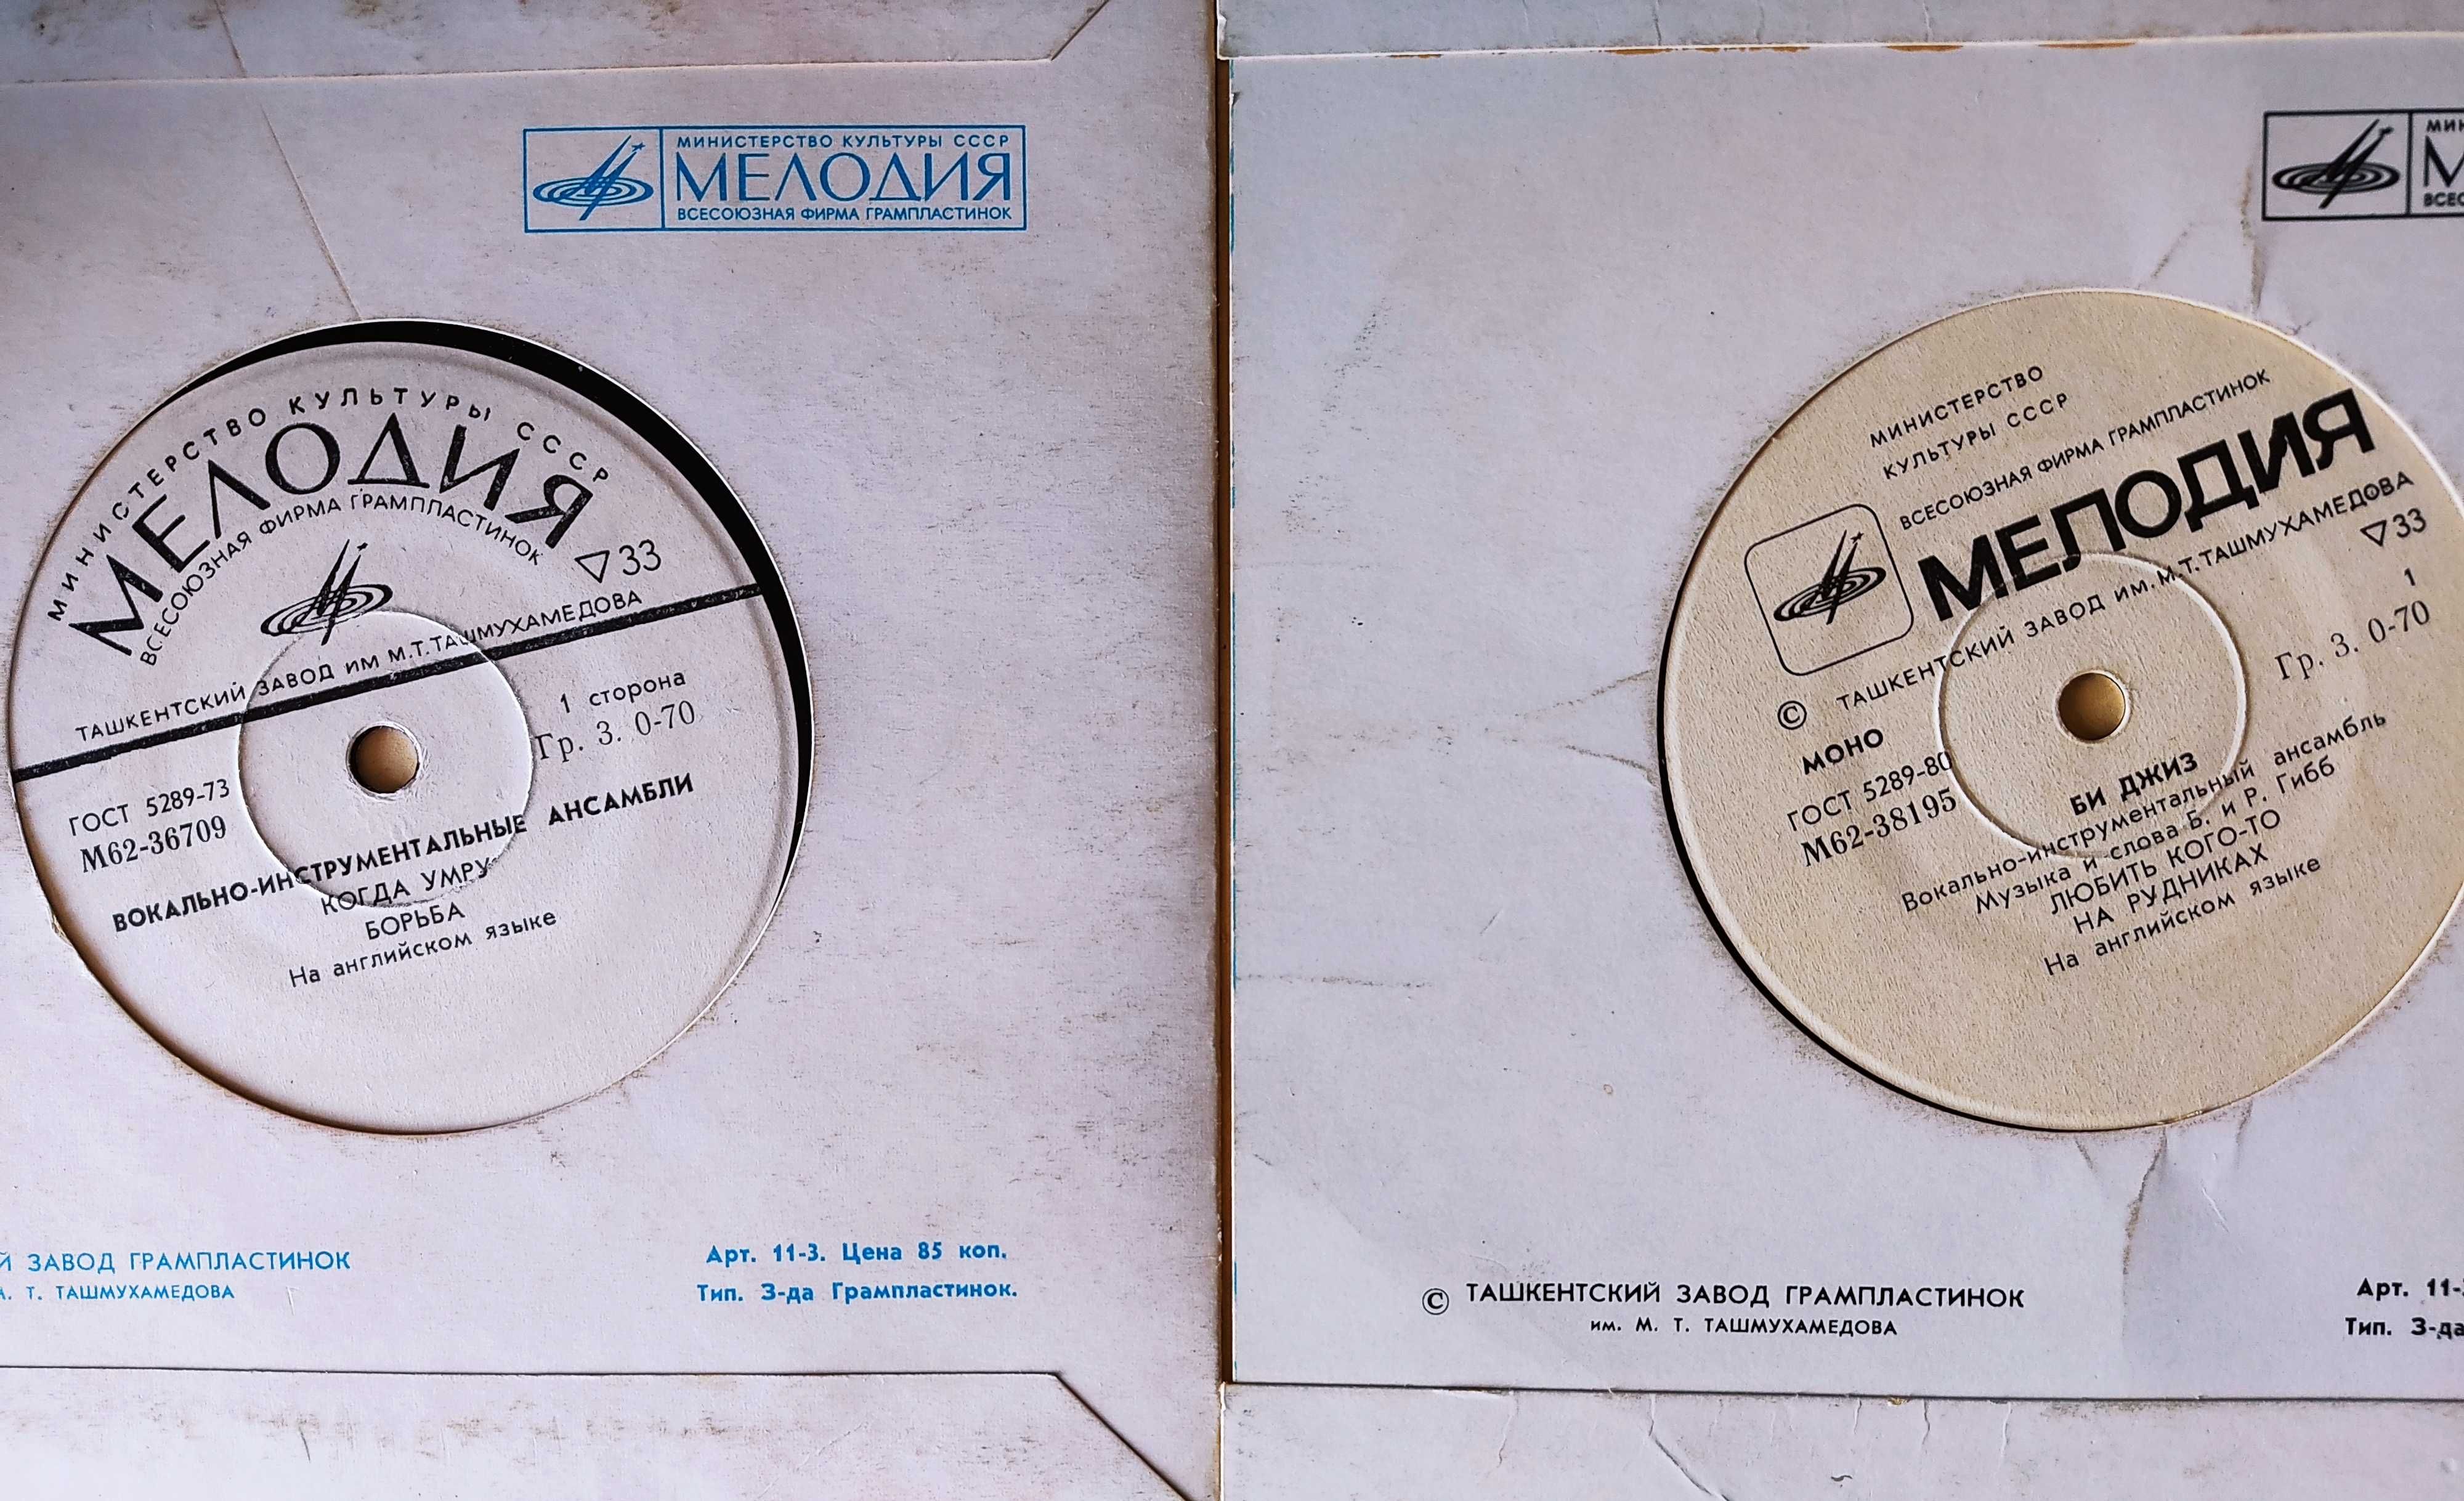 МИНИСТЕРСТВО КУЛЬТУРЫ СССР
МЕЛОДИЯ
ВСЕСОЮЗНАЯ ФИРМА ГРАМПЛАСТИНОК
МИНИСТЕРСТВО КУЛЬТУРЫ СССР
МЕЛОДИЯ
ВСЕСОЮЗНАЯ ФИРМА ГРАМПЛАСТИНОК
▽33
ТАШКЕНТСКИЙ ЗАВОД ИМ М.Т.ТАШМУХАМЕДОВА
1 сторона
Гр. 3. 0-70
ГОСТ 5289-73
М62-36709
ВОКАЛЬНО-ИНСТРУМЕНТАЛЬНЫЕ АНСАМБЛИ
КОГДА УМРУ
БОРЬБА
На английском языке
Й ЗАВОД ГРАМПЛАСТИНОК
Т. ТАШМУХАМЕДОВА
Арт. 11-3. Цена 85 коп.
Тип. З-да Грампластинок.
МИНИСТЕРСТВО
КУЛЬТУРЫ СССР
ВСЕСОЮЗНАЯ ФИРМА ГРАМПЛАСТИНОК
МЕЛОДИЯ
© ТАШКЕНТСКИЙ ЗАВОД ИМ.М.Т.ТАШМУХАМЕДОВА
▽33
1
Гр. 3. 0-70
МОНО
ГОСТ 5289-80
М62-38195
БИ ДЖИЗ
Вокально-инструментальный ансамбль
Музыка и слова Б. и Р. Гибб
ЛЮБИТЬ КОГО-ТО
НА РУДНИКАХ
На английском языке
© ТАШКЕНТСКИЙ ЗАВОД ГРАМПЛАСТИНОК
им. М. Т. ТАШМУХАМЕДОВА
Арт. 11-
Тип. З-да